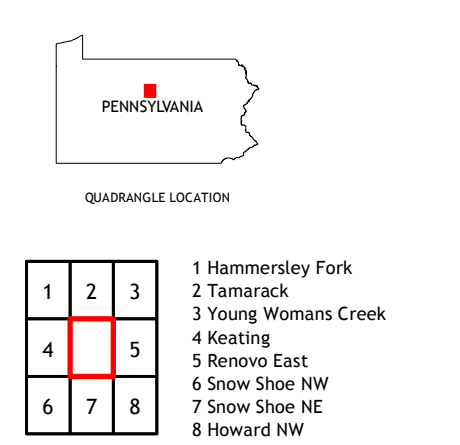 PENNSYLVANIA
QUADRANGLE LOCATION
1 2 3
4 5
6 7 8
1 Hammersley Fork
2 Tamarack
3 Young Womans Creek
4 Keating
5 Renovo East
6 Snow Shoe NW
7 Snow Shoe NE
8 Howard NW